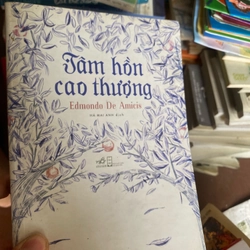 Tâm hồn
cao thượng
Edmondo De Amicis